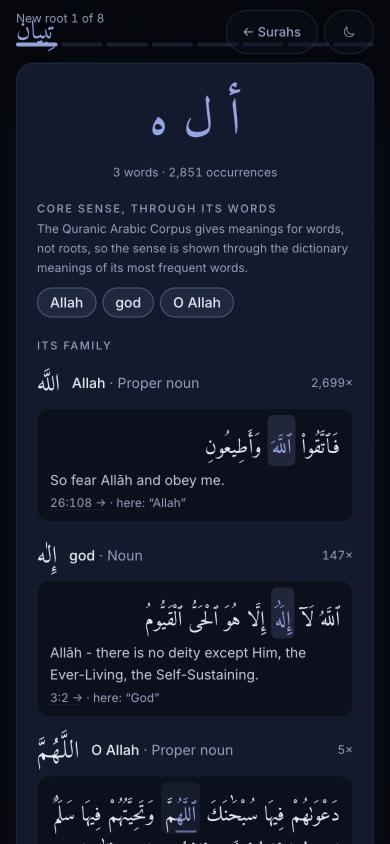 New root 1 of 8
تبيان
← Surahs
أ ل ه
3 words · 2,851 occurrences
CORE SENSE, THROUGH ITS WORDS
The Quranic Arabic Corpus gives meanings for words,
not roots, so the sense is shown through the dictionary
meanings of its most frequent words.
Allah god O Allah
ITS FAMILY
اللَّه Allah · Proper noun 2,699×
فَٱتَّقُوا۟ ٱللَّهَ وَأَطِيعُونِ
So fear Allāh and obey me.
26:108 → · here: “Allah”
إِلَٰه god · Noun 147×
ٱللَّهُ لَآ إِلَٰهَ إِلَّا هُوَ ٱلْحَىُّ ٱلْقَيُّومُ
Allāh - there is no deity except Him, the
Ever-Living, the Self-Sustaining.
3:2 → · here: “God”
اللَّهُمَّ O Allah · Proper noun 5×
دَعْوَىٰهُمْ فِيهَا سُبْحَٰنَكَ ٱللَّهُمَّ وَتَحِيَّتُهُمْ فِيهَا سَلَٰمٌ